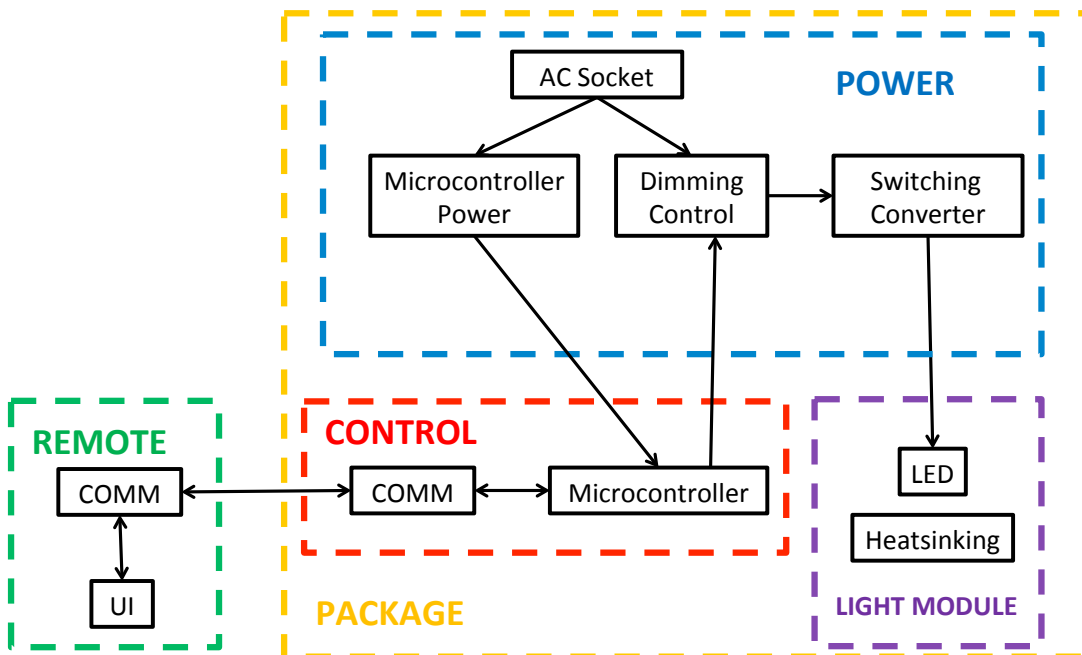 AC Socket
POWER
Microcontroller
Power
Dimming
Control
Switching
Converter
REMOTE
CONTROL
COMM
COMM
Microcontroller
LED
Heatsinking
UI
PACKAGE
LIGHT MODULE